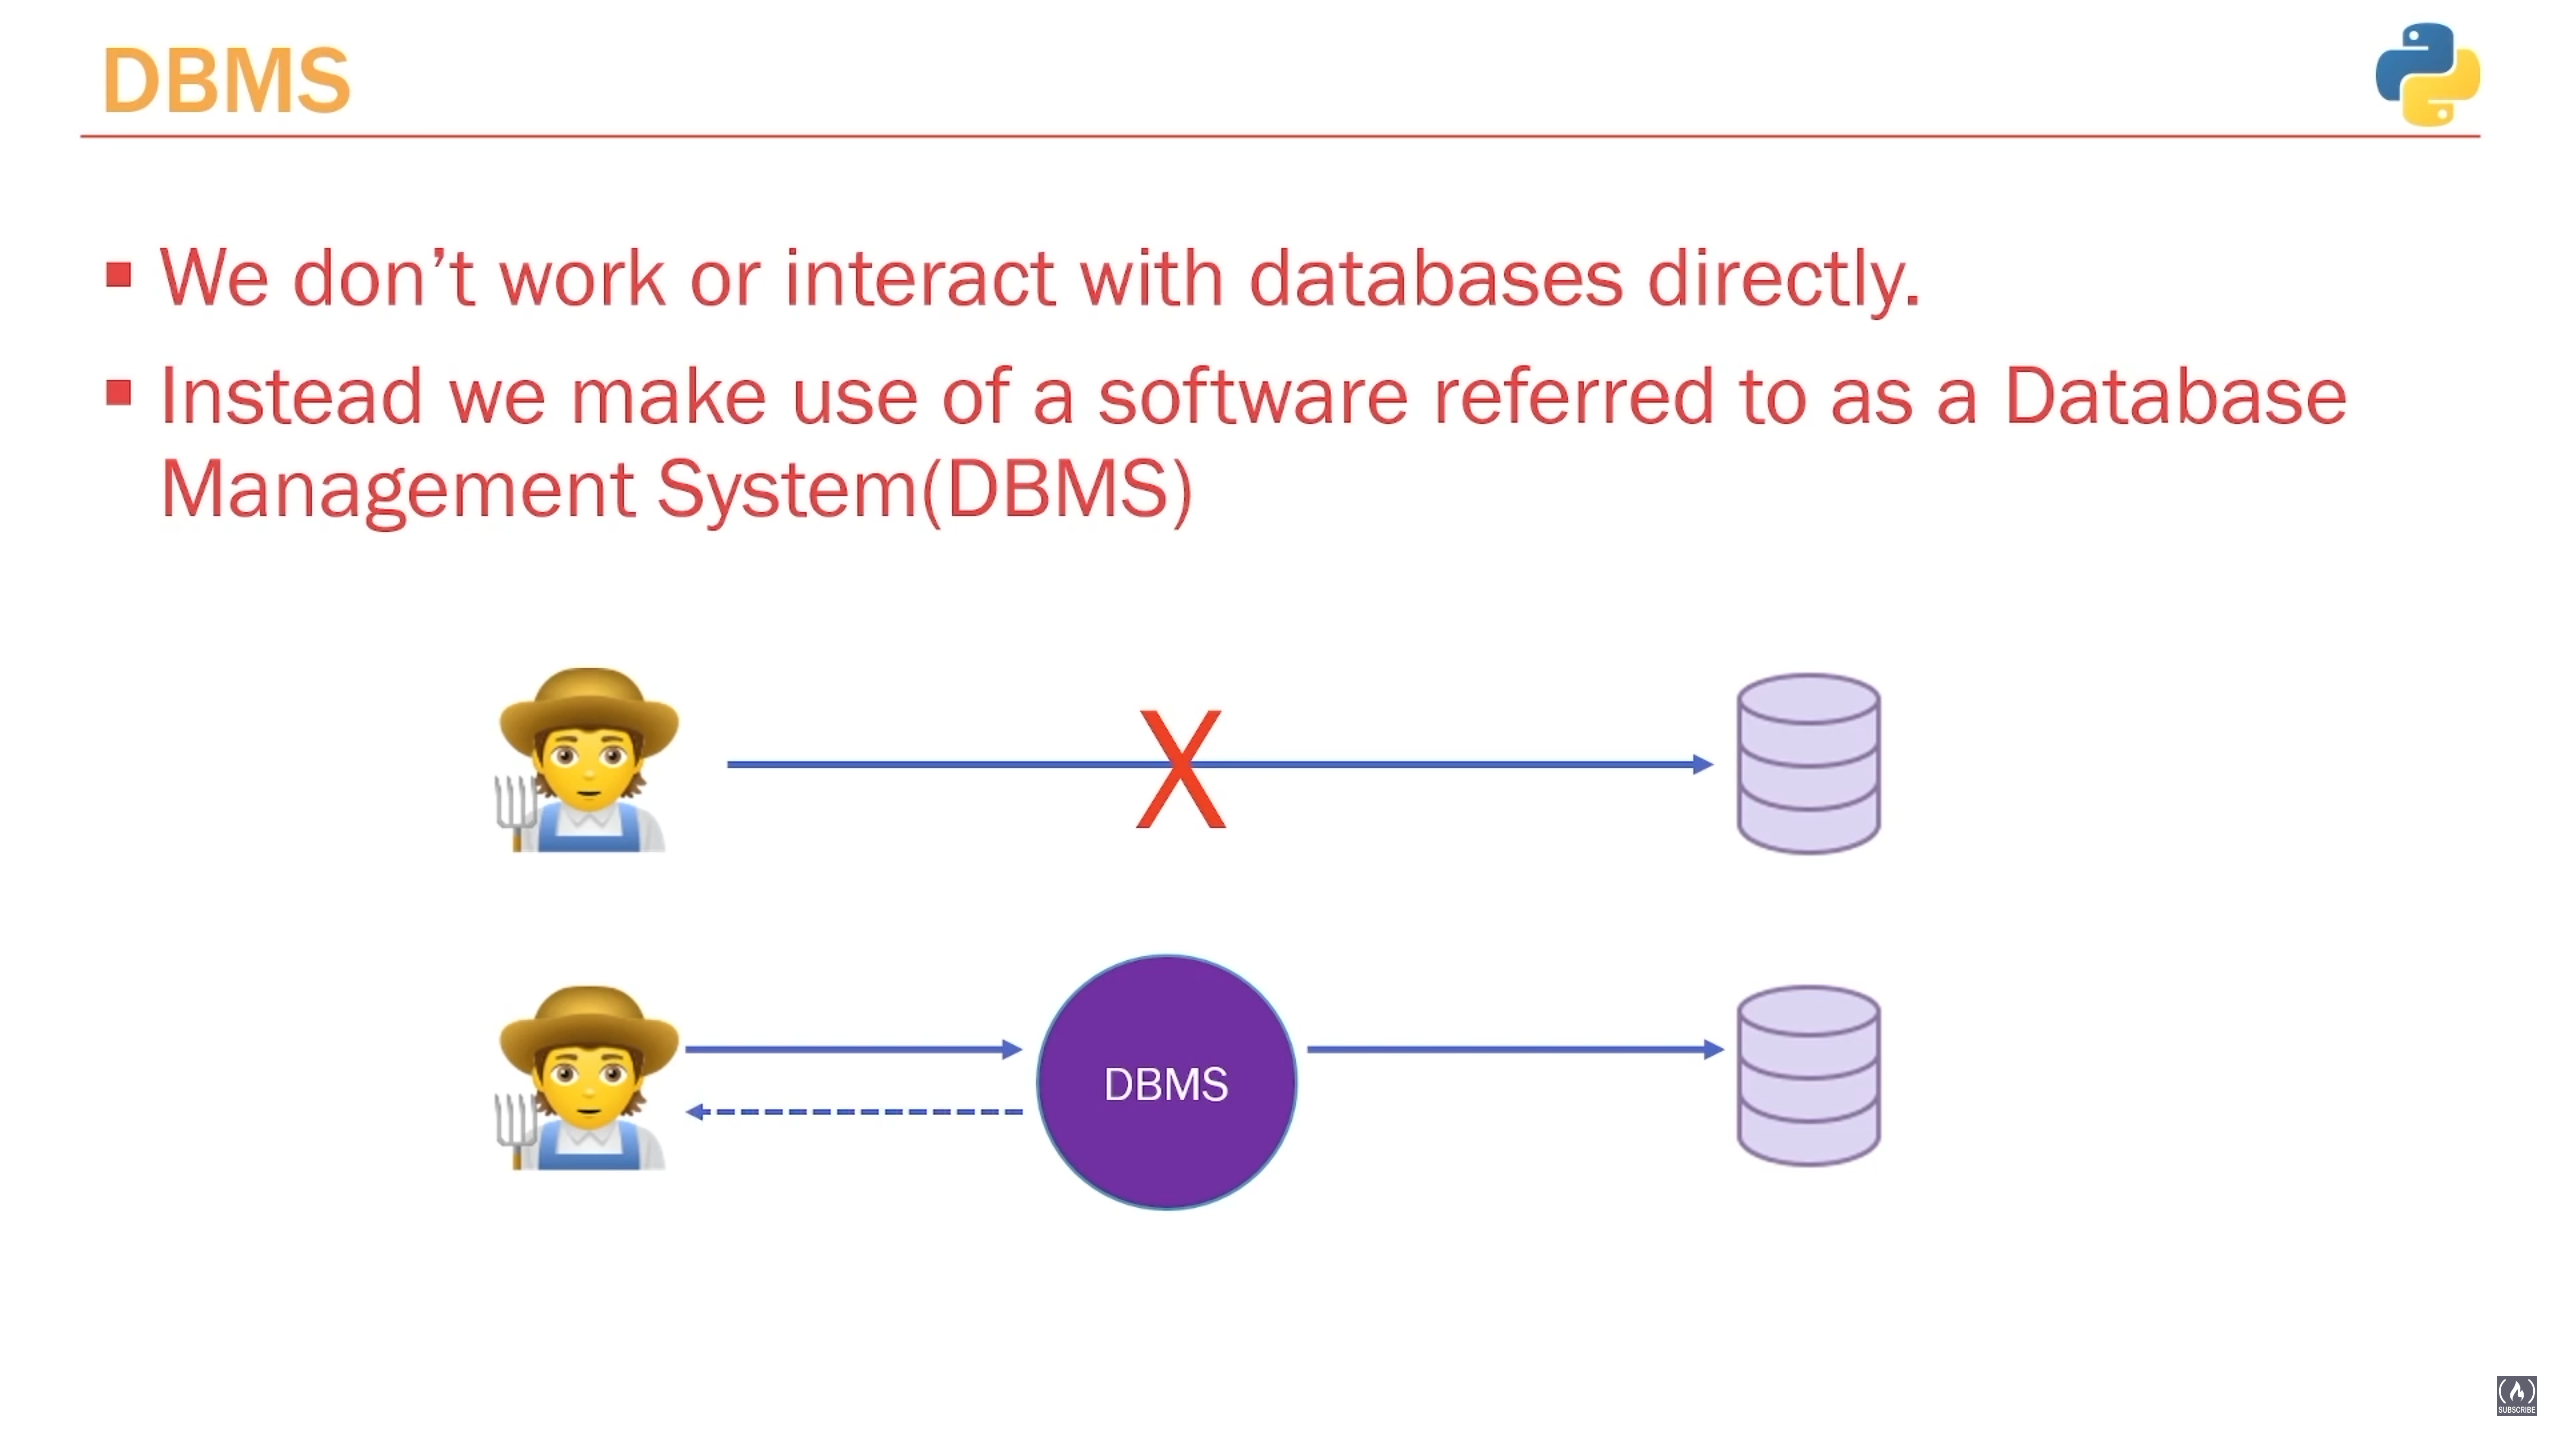 DBMS
▪ We don’t work or interact with databases directly.
▪ Instead we make use of a software referred to as a Database
Management System(DBMS)
X
DBMS
SUBSCRIBE